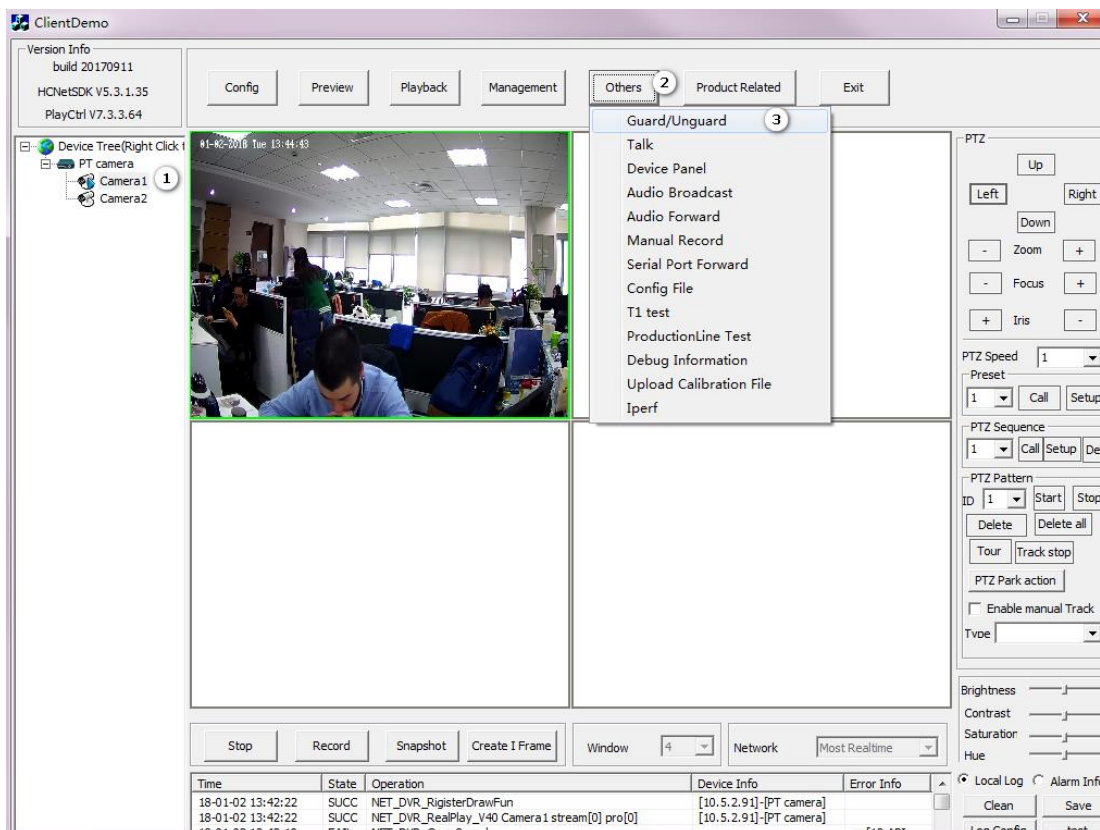 ClientDemo
Version Info
build 20170911
HCNetSDK V5.3.1.35
PlayCtrl V7.3.3.64
Config
Preview
Playback
Management
Others
2
Product Related
Exit
Guard/Unguard
3
Talk
Device Panel
Audio Broadcast
Audio Forward
Manual Record
Serial Port Forward
Config File
T1 test
ProductionLine Test
Debug Information
Upload Calibration File
Iperf
Device Tree(Right Click t
PT camera
Camera1
1
Camera2
01-02-2018 Tue 13:44:43
PTZ
Up
Left
Right
Down
- Zoom +
- Focus +
+ Iris -
PTZ Speed 1
Preset
1 Call Setup
PTZ Sequence
1 Call Setup De
PTZ Pattern
ID 1 Start Stop
Delete Delete all
Tour Track stop
PTZ Park action
Enable manual Track
Type
Brightness
Contrast
Saturation
Hue
Stop
Record
Snapshot
Create I Frame
Window 4
Network Most Realtime
Time State Operation Device Info Error Info
18-01-02 13:42:22 SUCC NET_DVR_RigisterDrawFun [10.5.2.91]-[PT camera]
18-01-02 13:42:22 SUCC NET_DVR_RealPlay_V40 Camera1 stream[0] pro[0] [10.5.2.91]-[PT camera]
Local Log Alarm Info
Clean Save
Log Config test